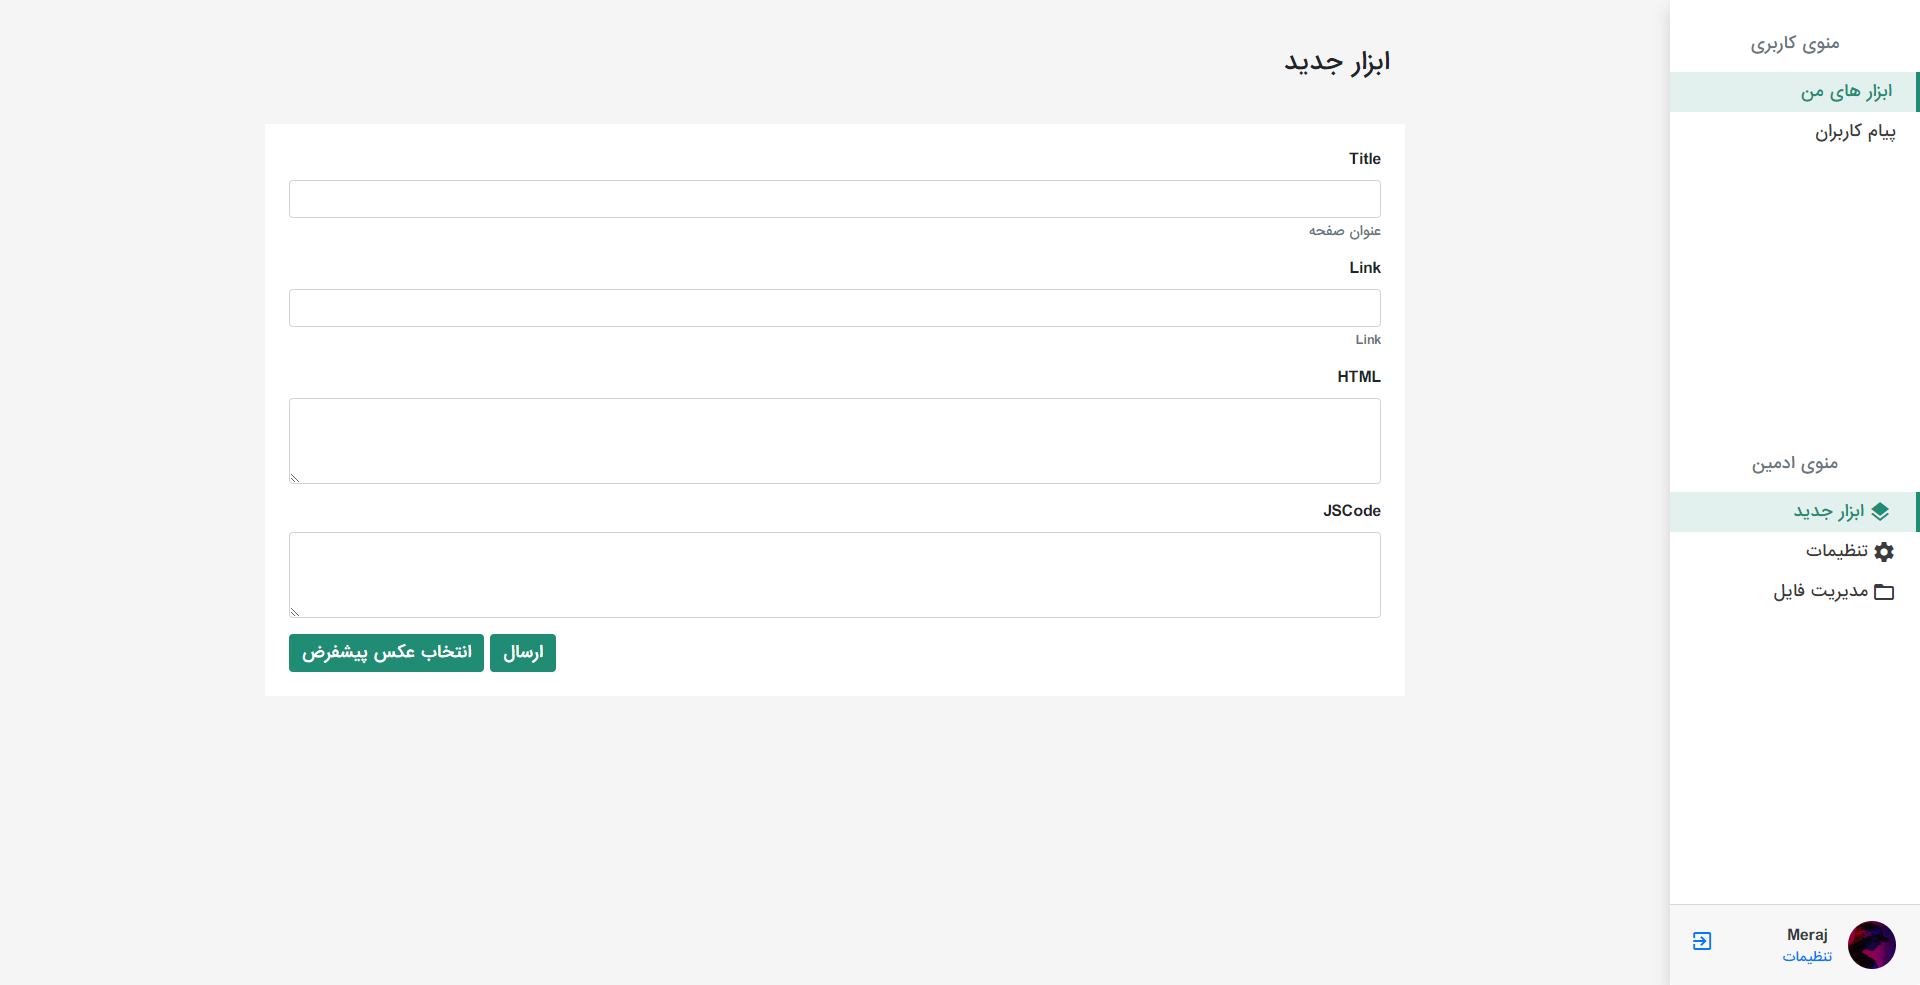 منوی کاربری
ابزار های من
پیام کاربران
منوی ادمین
ابزار جدید
تنظیمات
مدیریت فایل
Meraj
تنظیمات
ابزار جدید
Title
عنوان صفحه
Link
Link
HTML
JSCode
ارسال
انتخاب عکس پیشفرض